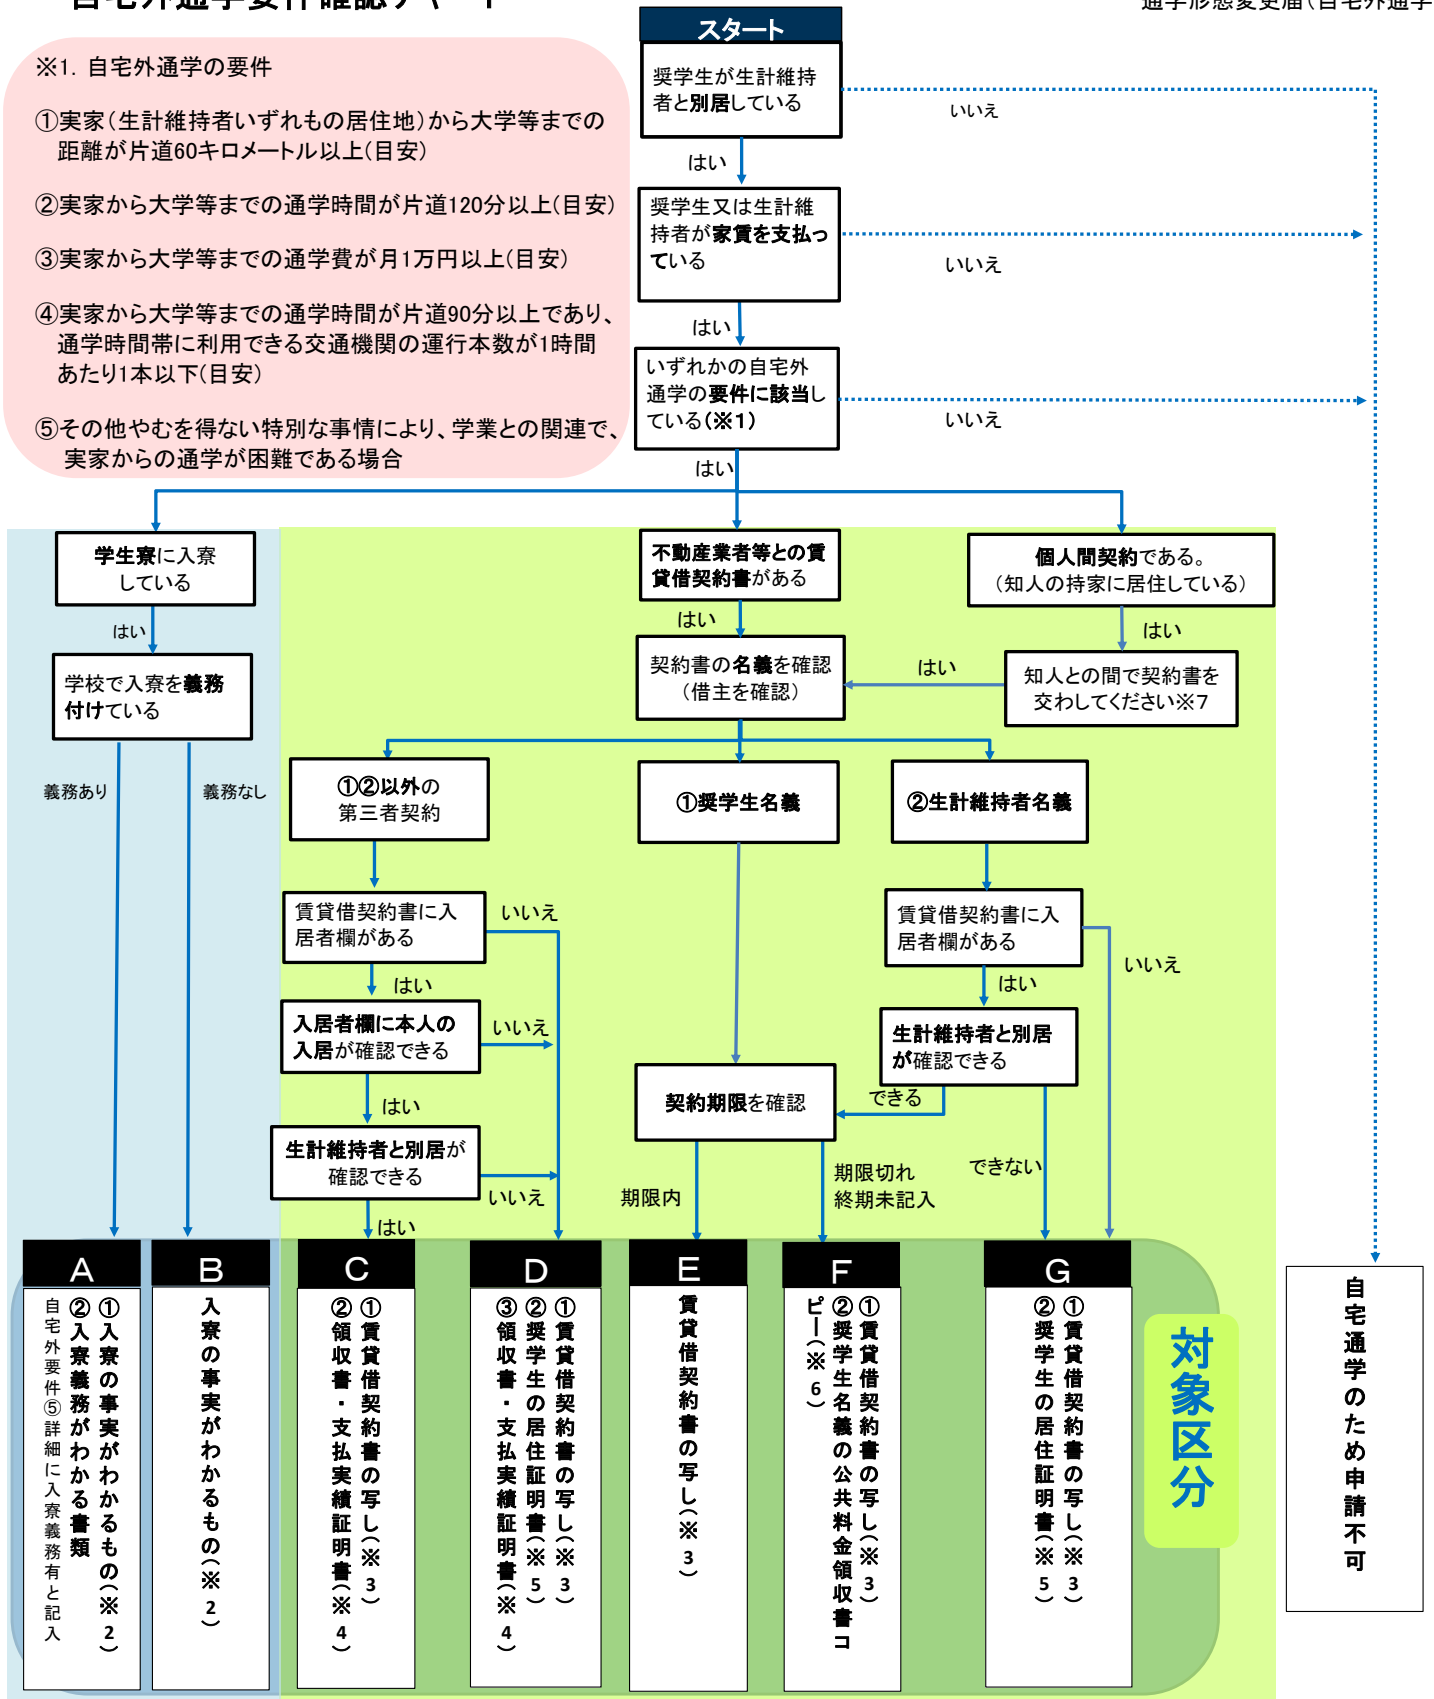 自宅外通学要件確認チャート
通学形態変更届(自宅外通学
スタート
※1. 自宅外通学の要件
①実家(生計維持者いずれもの居住地)から大学等までの
距離が片道60キロメートル以上(目安)
②実家から大学等までの通学時間が片道120分以上(目安)
③実家から大学等までの通学費が月1万円以上(目安)
④実家から大学等までの通学時間が片道90分以上であり、
通学時間帯に利用できる交通機関の運行本数が1時間
あたり1本以下(目安)
⑤その他やむを得ない特別な事情により、学業との関連で、
実家からの通学が困難である場合
奨学生が生計維持
者と別居している
いいえ
はい
奨学生又は生計維
持者が家賃を支払っ
ている
いいえ
はい
いずれかの自宅外
通学の要件に該当し
ている(※1)
いいえ
はい
学生寮に入寮
している
はい
学校で入寮を義務
付けている
義務あり
義務なし
不動産業者等との賃
貸借契約書がある
はい
契約書の名義を確認
(借主を確認)
個人間契約である。
(知人の持家に居住している)
はい
知人との間で契約書を
交わしてください※7
はい
①②以外の
第三者契約
①奨学生名義
②生計維持者名義
賃貸借契約書に入
居者欄がある
いいえ
はい
入居者欄に本人の
入居が確認できる
いいえ
はい
生計維持者と別居が
確認できる
いいえ
はい
賃貸借契約書に入
居者欄がある
いいえ
はい
生計維持者と別居
が確認できる
できる
できない
契約期限を確認
期限内
期限切れ
終期未記入
A
①入寮の事実がわかるもの(※2)
②入寮義務がわかる書類
自宅外要件⑤詳細に入寮義務有と記入
B
入寮の事実がわかるもの(※2)
C
①賃貸借契約書の写し(※3)
②領収書・支払実績証明書(※4)
D
①賃貸借契約書の写し(※3)
②奨学生の居住証明書(※5)
③領収書・支払実績証明書(※4)
E
賃貸借契約書の写し(※3)
F
①賃貸借契約書の写し(※3)
②奨学生名義の公共料金領収書コ
ピー(※6)
G
①賃貸借契約書の写し(※3)
②奨学生の居住証明書(※5)
対象区分
自宅通学のため申請不可